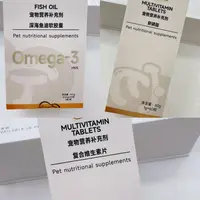 FISH OIL
宠物营养补充剂
深海鱼油软胶囊
Pet nutritional supplements
Omega-3
MULTIVITAMIN
TABLETS
宠物营养补充剂
Pet nutritional supplements
MULTIVITAMIN
TABLETS
宠物营养补充剂
复合维生素片
Pet nutritional supplements